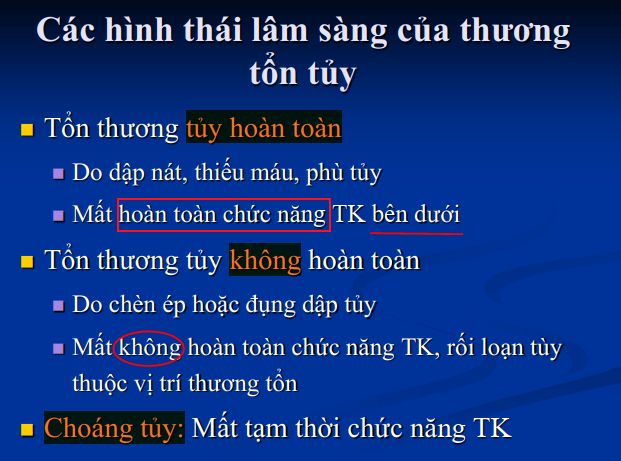 Các hình thái lâm sàng của thương
tổn tủy
Tổn thương tủy hoàn toàn
Do dập nát, thiếu máu, phù tủy
Mất hoàn toàn chức năng TK bên dưới
Tổn thương tủy không hoàn toàn
Do chèn ép hoặc đụng dập tủy
Mất không hoàn toàn chức năng TK, rối loạn tùy
thuộc vị trí thương tổn
Choáng tủy: Mất tạm thời chức năng TK